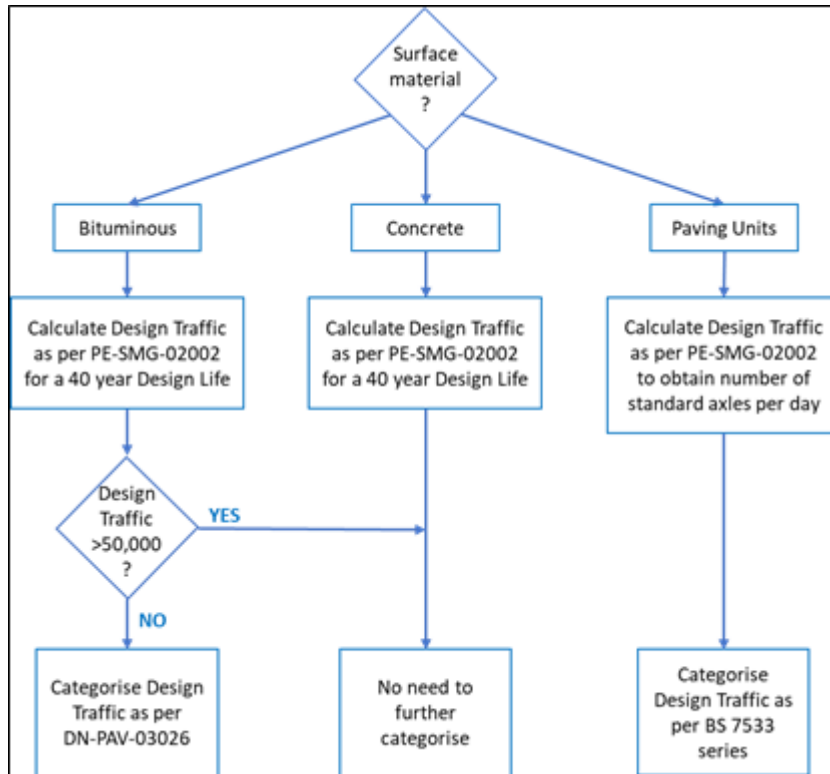 Surface
material
?
Bituminous
Concrete
Paving Units
Calculate Design Traffic
as per PE-SMG-02002
for a 40 year Design Life
Calculate Design Traffic
as per PE-SMG-02002
for a 40 year Design Life
Calculate Design Traffic
as per PE-SMG-02002
to obtain number of
standard axles per day
Design
Traffic
>50,000
?
YES
NO
Categorise Design
Traffic as per
DN-PAV-03026
No need to
further
categorise
Categorise
Design Traffic as
per BS 7533
series